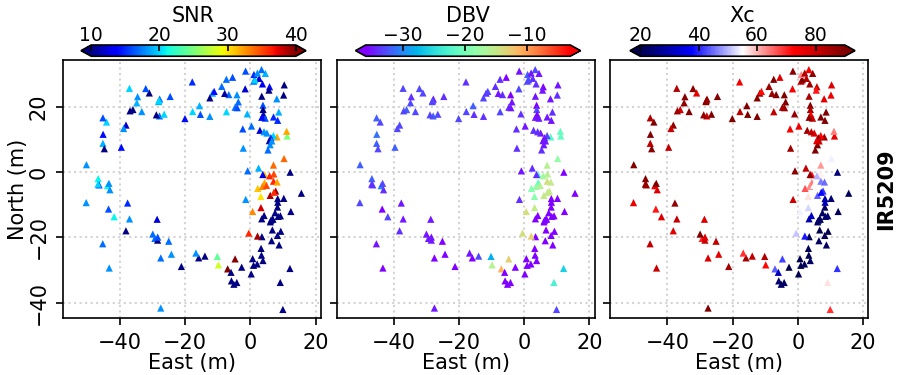 SNR DBV Xc
10 20 30 40 −30 −20 −10 20 40 60 80
North (m)
20
0
−20
−40
−40 −20 0 20 −40 −20 0 20 −40 −20 0 20
East (m) East (m) East (m)
IR5209